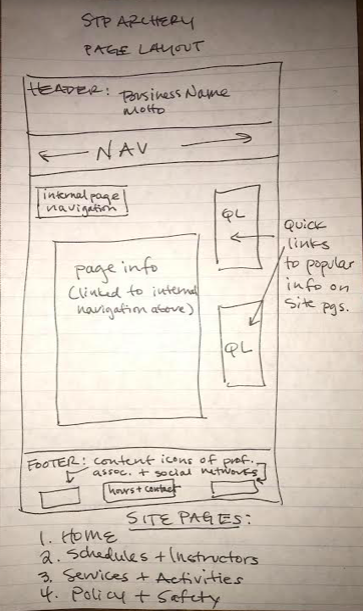 STP ARCHERY
PAGE LAYOUT
HEADER: Business Name
Motto
NAV
internal page
navigation
QL
Quick
links
to popular
info on
site pgs.
page info
(linked to internal
navigation above)
QL
FOOTER: content icons of prof.
assoc. + social networks
hours + contact
SITE PAGES:
1. Home
2. Schedules + Instructors
3. Services + Activities
4. Policy + Safety